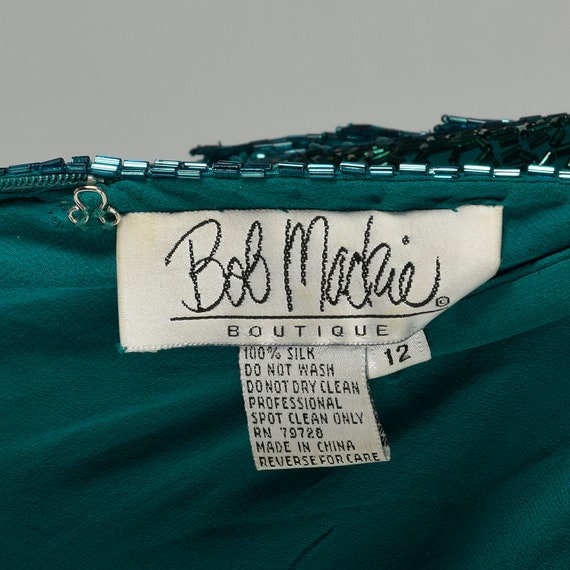 Bob Mackie ©
BOUTIQUE
12
100% SILK
DO NOT WASH
DO NOT DRY CLEAN
PROFESSIONAL
SPOT CLEAN ONLY
RN 79728
MADE IN CHINA
REVERSE FOR CARE